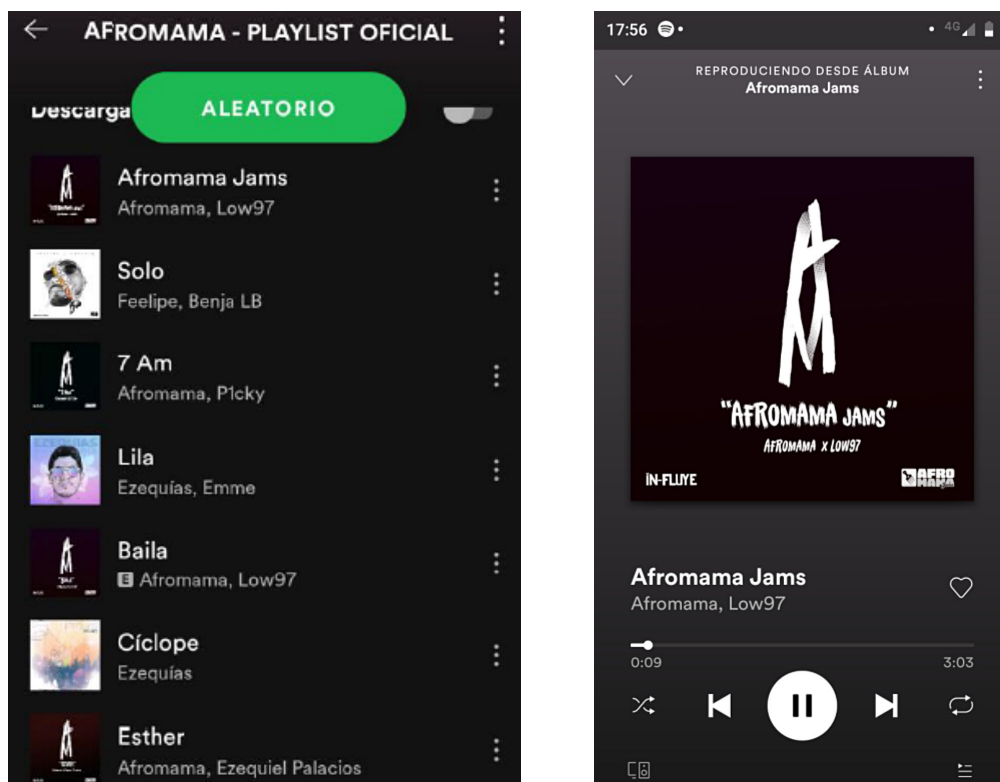 AFROMAMA - PLAYLIST OFICIAL
Descarga
ALEATORIO
Afromama Jams
Afromama, Low97
Solo
Feelipe, Benja LB
7 Am
Afromama, P1cky
EZEQUIAS
Lila
Ezequías, Emme
Baila
E Afromama, Low97
Cíclope
Ezequías
Esther
Afromama, Ezequiel Palacios
17:56
4G
REPRODUCIENDO DESDE ÁLBUM
Afromama Jams
AM
"AFROMAMA JAMS"
AFROMAMA X LOW97
IN-FLUYE
AFRO
MAMA
Afromama Jams
Afromama, Low97
0:09
3:03